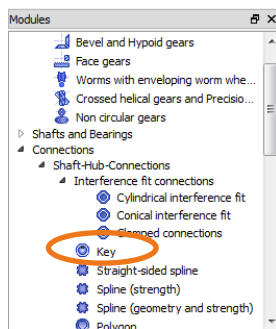 Modules
Bevel and Hypoid gears
Face gears
Worms with enveloping worm whe...
Crossed helical gears and Precisio...
Non circular gears
Shafts and Bearings
Connections
Shaft-Hub-Connections
Interference fit connections
Cylindrical interference fit
Conical interference fit
Clamped connections
Key
Straight-sided spline
Spline (strength)
Spline (geometry and strength)
Polygon